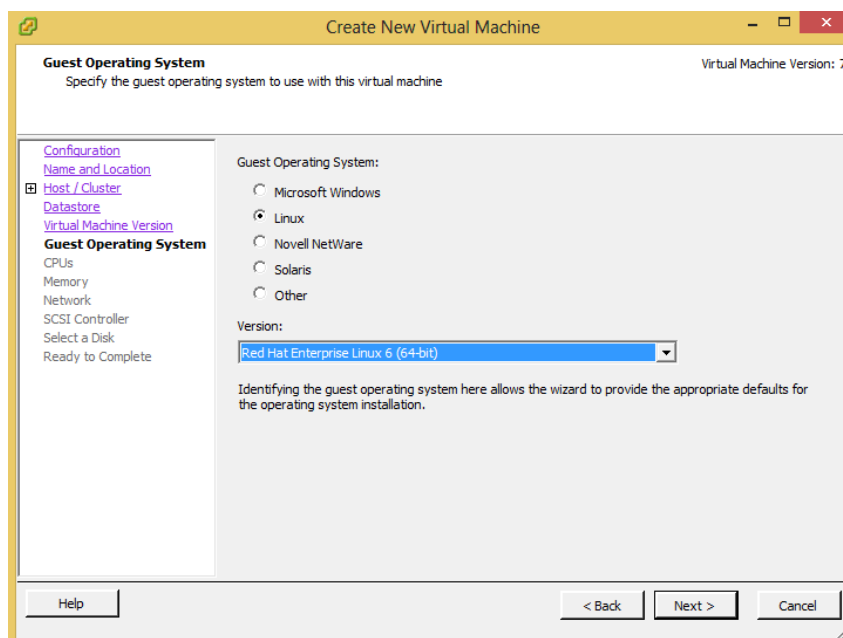 Create New Virtual Machine
Guest Operating System
Specify the guest operating system to use with this virtual machine
Virtual Machine Version: 7
Configuration
Name and Location
Host / Cluster
Datastore
Virtual Machine Version
Guest Operating System
CPUs
Memory
Network
SCSI Controller
Select a Disk
Ready to Complete
Guest Operating System:
Microsoft Windows
Linux
Novell NetWare
Solaris
Other
Version:
Red Hat Enterprise Linux 6 (64-bit)
Identifying the guest operating system here allows the wizard to provide the appropriate defaults for
the operating system installation.
Help
< Back
Next >
Cancel